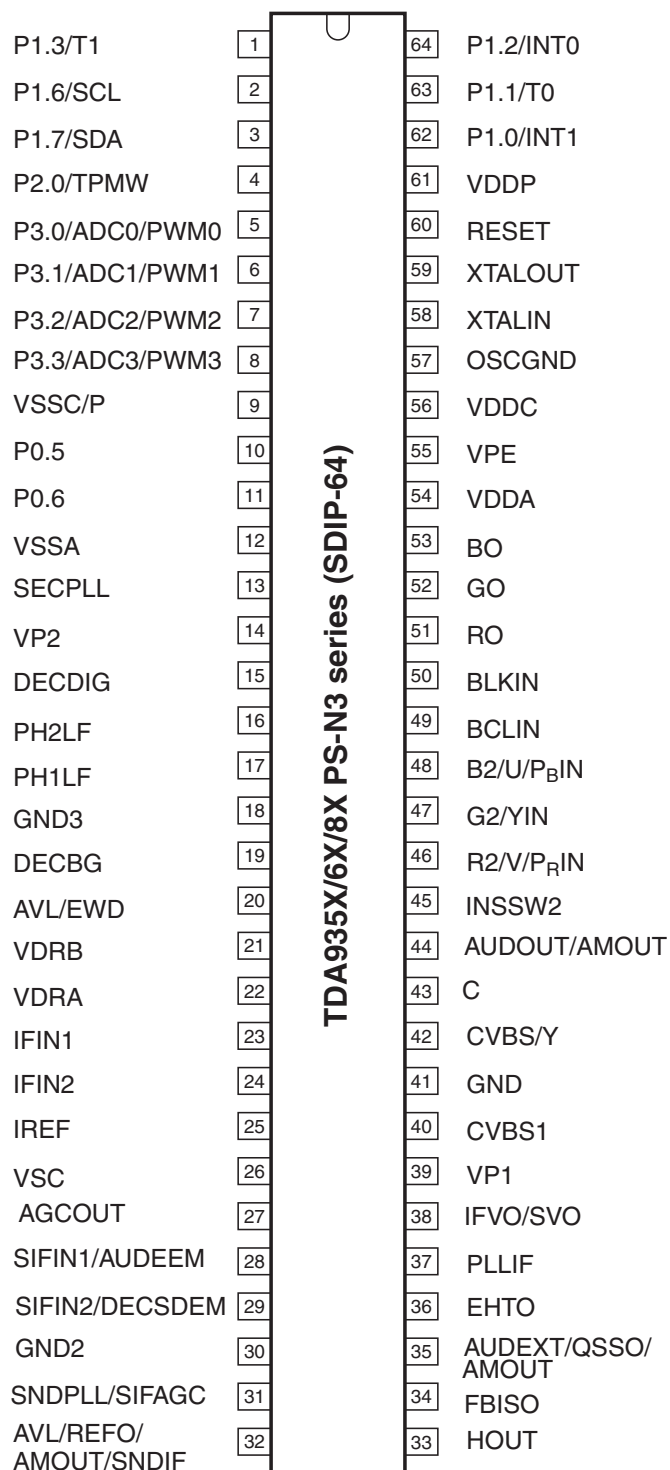 P1.3/T1 1 64 P1.2/INT0
P1.6/SCL 2 63 P1.1/T0
P1.7/SDA 3 62 P1.0/INT1
P2.0/TPMW 4 61 VDDP
P3.0/ADC0/PWM0 5 60 RESET
P3.1/ADC1/PWM1 6 59 XTALOUT
P3.2/ADC2/PWM2 7 58 XTALIN
P3.3/ADC3/PWM3 8 57 OSCGND
VSSC/P 9 56 VDDC
P0.5 10 55 VPE
P0.6 11 54 VDDA
VSSA 12 53 BO
SECPLL 13 52 GO
VP2 14 51 RO
DECDIG 15 50 BLKIN
PH2LF 16 49 BCLIN
PH1LF 17 48 B2/U/PBIN
GND3 18 47 G2/YIN
DECBG 19 46 R2/V/PRIN
AVL/EWD 20 45 INSSW2
VDRB 21 44 AUDOUT/AMOUT
VDRA 22 43 C
IFIN1 23 42 CVBS/Y
IFIN2 24 41 GND
IREF 25 40 CVBS1
VSC 26 39 VP1
AGCOUT 27 38 IFVO/SVO
SIFIN1/AUDEEM 28 37 PLLIF
SIFIN2/DECSDEM 29 36 EHTO
GND2 30 35 AUDEXT/QSSO/
AMOUT
SNDPLL/SIFAGC 31 34 FBISO
AVL/REFO/ 32 33 HOUT
AMOUT/SNDIF
TDA935X/6X/8X PS-N3 series (SDIP-64)